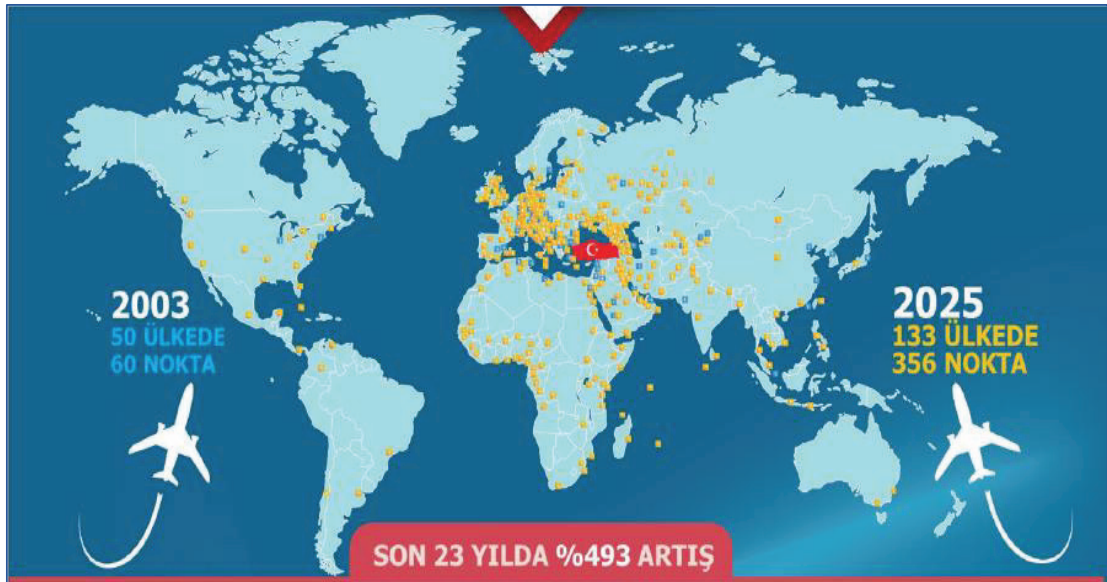 2003
50 ÜLKEDE
60 NOKTA
2025
133 ÜLKEDE
356 NOKTA
SON 23 YILDA %493 ARTIŞ